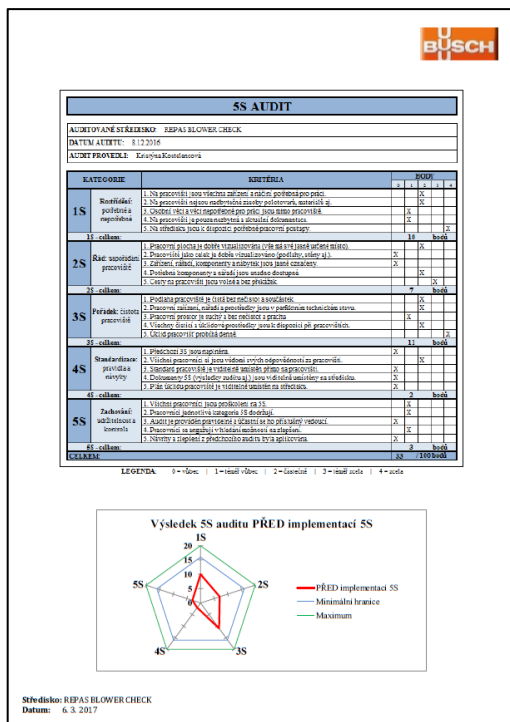 BUSCH
5S AUDIT
AUDITOVANÉ STŘEDISKO: REPAS BLOWER CHECK
DATUM AUDITU: 8.12.2016
AUDIT PROVEDLI: Kristýna Kostelencová
KATEGORIE KRITÉRIA BODY
0 1 2 3 4
1S Roztřídění: potřebné a nepotřebné
1. Na pracovišti jsou všechna zařízení a náčiní potřebná pro práci. X
2. Na pracovišti nejsou nadbytečné zásoby polotovarů, materiálů aj. X
3. Osobní věci a věci nepotřebné pro práci jsou mimo pracoviště. X
4. Na pracovišti je pouze nezbytná a aktuální dokumentace. X
5. Na středisku jsou k dispozici potřebné pracovní postupy. X
1S - celkem: 10 bodů
2S Řád: uspořádání pracoviště
1. Pracovní plocha je dobře vizualizována (vše má své jasně určené místo). X
2. Pracoviště jako celek je dobře vizualizováno (podlahy, stěny aj.). X
3. Zařízení, nářadí, komponenty a nábytek jsou jasně označeny. X
4. Potřebné komponenty a nářadí jsou snadno dostupná. X
5. Cesty na pracovišti jsou volné a bez překážek. X
2S - celkem: 7 bodů
3S Pořádek: čistota pracoviště
1. Podlaha pracoviště je čistá bez nečistot a součástek. X
2. Pracovní zařízení, nářadí a prostředky jsou v perfektním technickém stavu. X
3. Pracovní prostor je suchý a bez nečistot a prachu X
4. Všechny čisticí a úklidové prostředky jsou k dispozici při pracovištích. X
5. Úklid pracovišť probíhá denně. X
3S - celkem: 11 bodů
4S Standardizace: pravidla a návyky
1. Předchozí 3S jsou naplněna. X
2. Všichni pracovníci si jsou vědomi svých odpovědností za pracoviště. X
3. Standard pracoviště je viditelně umístěn přímo na pracovišti. X
4. Dokumenty 5S (výsledky auditu aj.) jsou viditelně umístěny na středisku. X
5. Plán úklidu pracoviště je viditelně umístěn na středisku. X
4S - celkem: 2 bodů
5S Zachování: udržitelnost a kontrola
1. Všichni pracovníci jsou proškoleni na 5S. X
2. Pracovníci jednotlivé kategorie 5S dodržují. X
3. Audit je prováděn pravidelně a účastní se ho příslušný vedoucí. X
4. Pracovníci se angažují v hledání možností na zlepšení. X
5. Návrhy a zlepšení z předchozího auditu byla aplikována. X
5S - celkem: 3 bodů
CELKEM: 33 / 100 bodů
LEGENDA: 0 = vůbec | 1 = téměř vůbec | 2 = částečně | 3 = téměř zcela | 4 = zcela
Výsledek 5S auditu PŘED implementací 5S
1S
20
15
10
5
0
5S
2S
4S
3S
PŘED implementací 5S
Minimální hranice
Maximum
Středisko: REPAS BLOWER CHECK
Datum: 6. 3. 2017